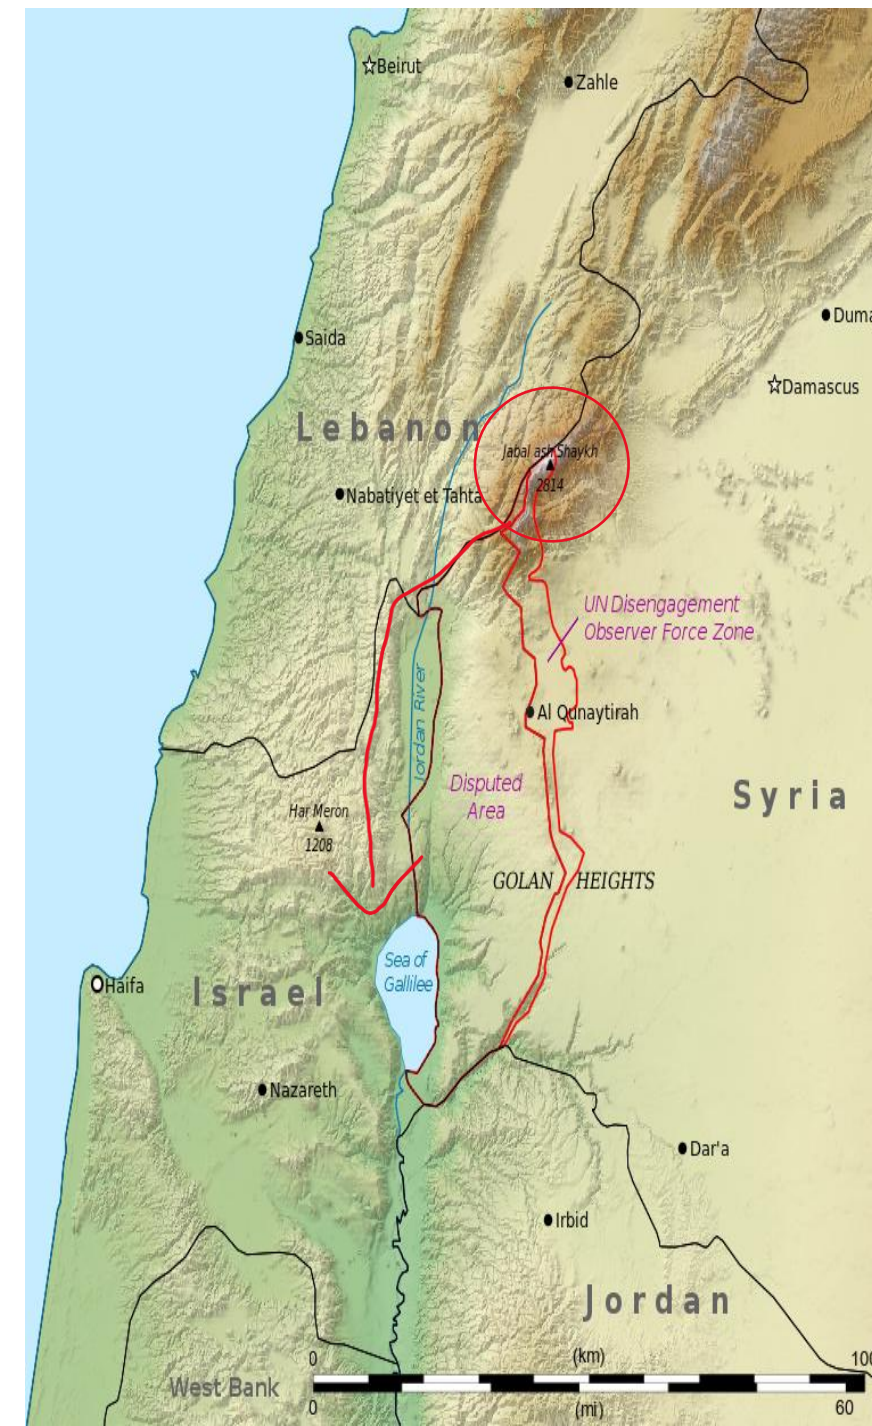 Beirut
Zahle
Saida
Duma
Damascus
Lebanon
Jabal ash Shaykh
2814
Nabatiyet et Tahta
UN Disengagement
Observer Force Zone
Jordan River
Al Qunaytirah
Disputed
Area
Syria
Har Meron
1208
GOLAN HEIGHTS
Sea of
Gallilee
Haifa
Israel
Nazareth
Dar'a
Irbid
Jordan
0 (km) 100
West Bank
0 (mi) 60